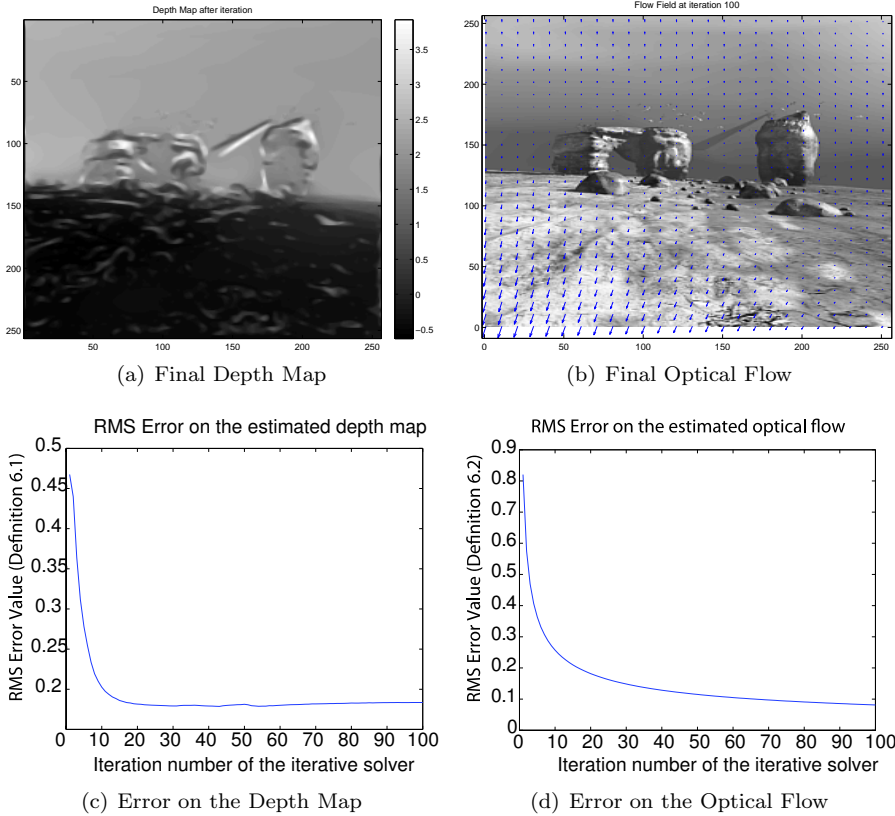 Depth Map after iteration
50
100
150
200
250
50 100 150 200 250
3.5
3
2.5
2
1.5
1
0.5
0
−0.5
(a) Final Depth Map
Flow Field at iteration 100
250
200
150
100
50
0
0 50 100 150 200 250
(b) Final Optical Flow
RMS Error on the estimated depth map
RMS Error Value (Definition 6.1)
0.5
0.45
0.4
0.35
0.3
0.25
0.2
0 10 20 30 40 50 60 70 80 90 100
Iteration number of the iterative solver
(c) Error on the Depth Map
RMS Error on the estimated optical flow
RMS Error Value (Definition 6.2)
0.9
0.8
0.7
0.6
0.5
0.4
0.3
0.2
0.1
0
0 10 20 30 40 50 60 70 80 90 100
Iteration number of the iterative solver
(d) Error on the Optical Flow